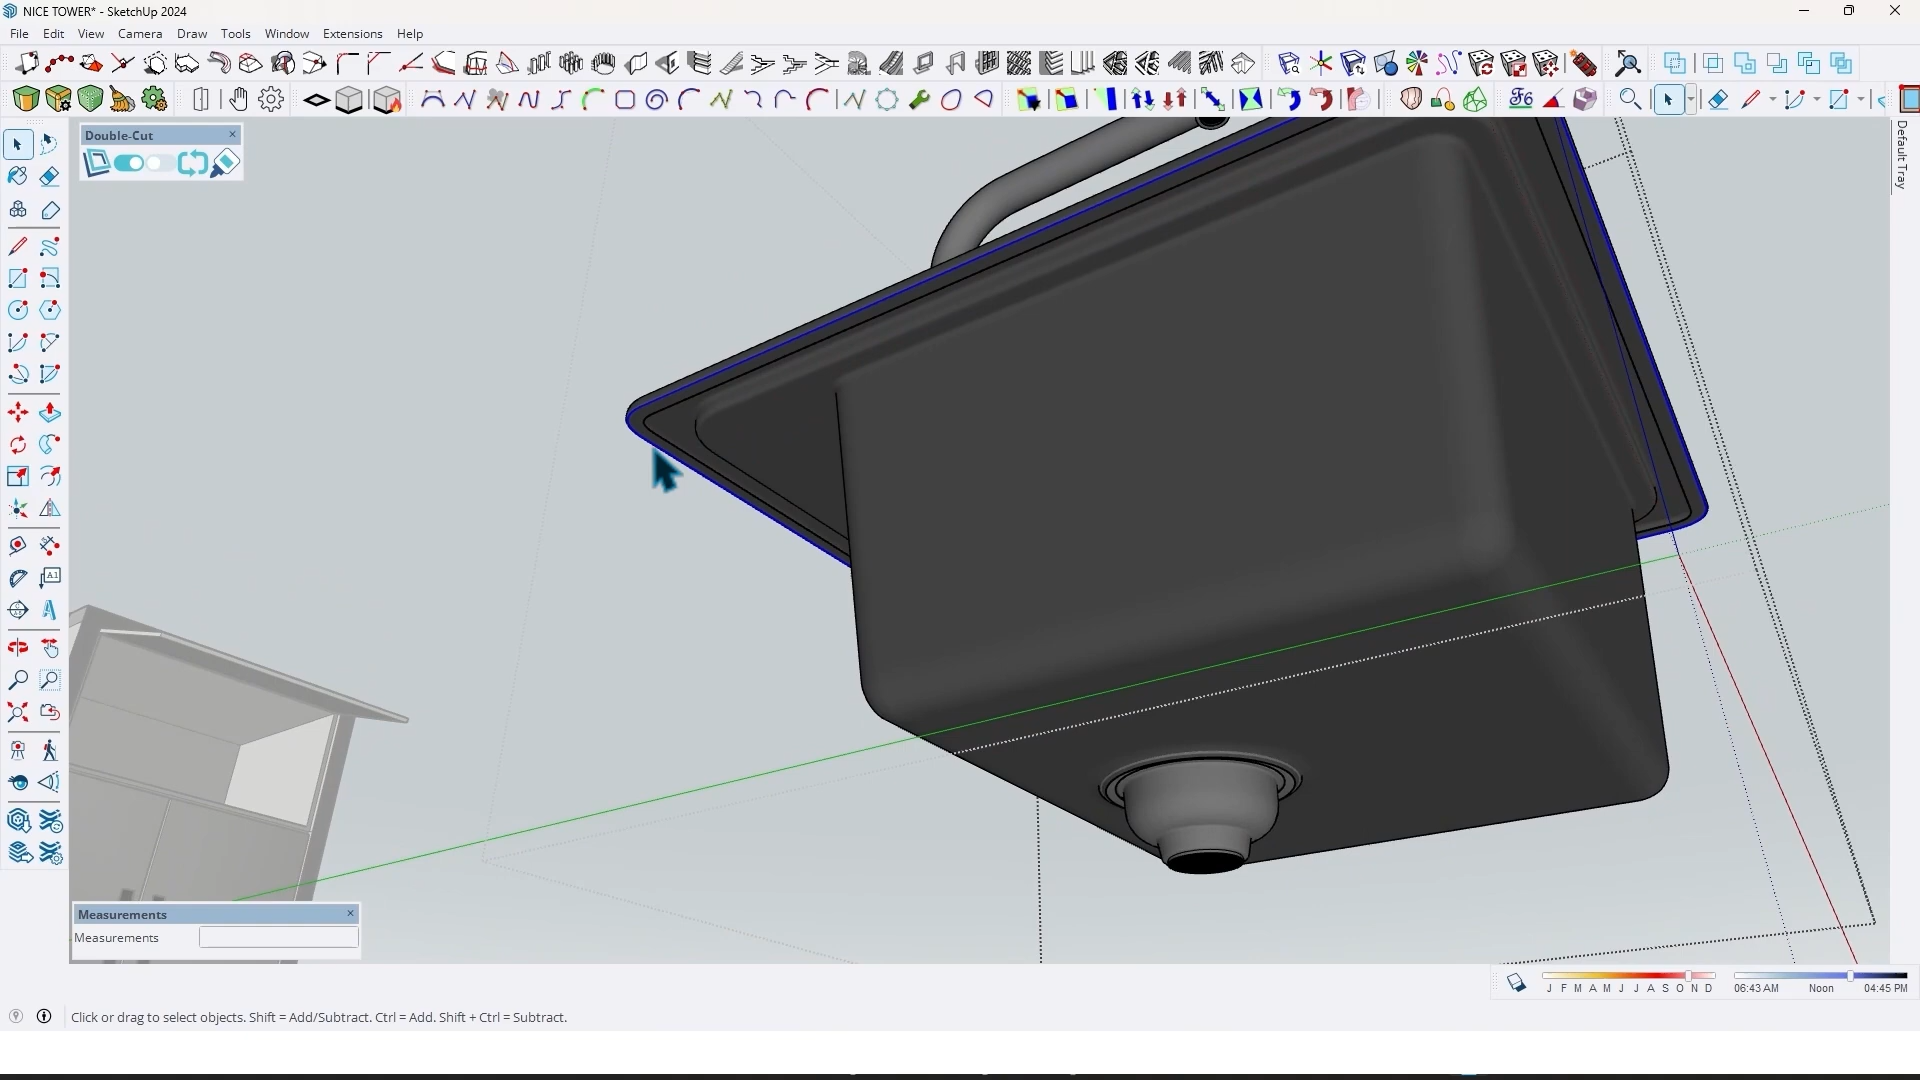 NICE TOWER* - SketchUp 2024
File Edit View Camera Draw Tools Window Extensions Help
Double-Cut
Default Tray
A1
Measurements
Measurements
J F M A M J J A S O N D
06:43 AM Noon 04:45 PM
Click or drag to select objects. Shift = Add/Subtract. Ctrl = Add. Shift + Ctrl = Subtract.